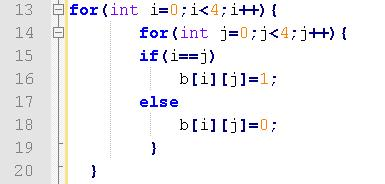 13 for(int i=0;i<4;i++){
14 for(int j=0;j<4;j++){
15 if(i==j)
16 b[i][j]=1;
17 else
18 b[i][j]=0;
19 }
20 }